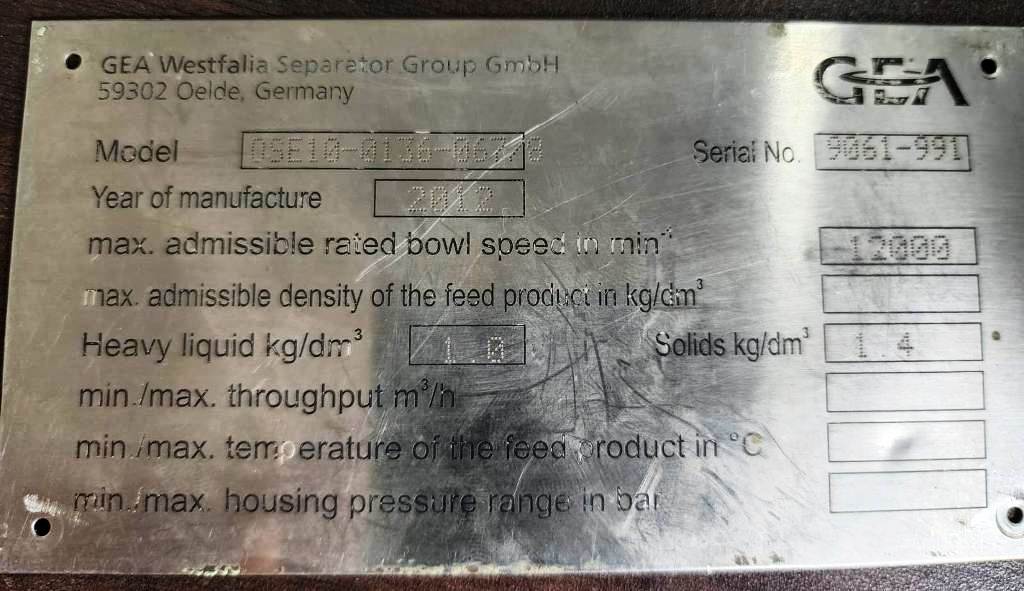 GEA Westfalia Separator Group GmbH
59302 Oelde, Germany
GEA
Model
Serial No. 9061-991
Year of manufacture 2012
max. admissible rated bowl speed in min⁻¹ 12000
max. admissible density of the feed product in kg/dm³
Heavy liquid kg/dm³ 1.0 Solids kg/dm³ 1.4
min./max. throughput m³/h
min./max. temperature of the feed product in °C
min./max. housing pressure range in bar